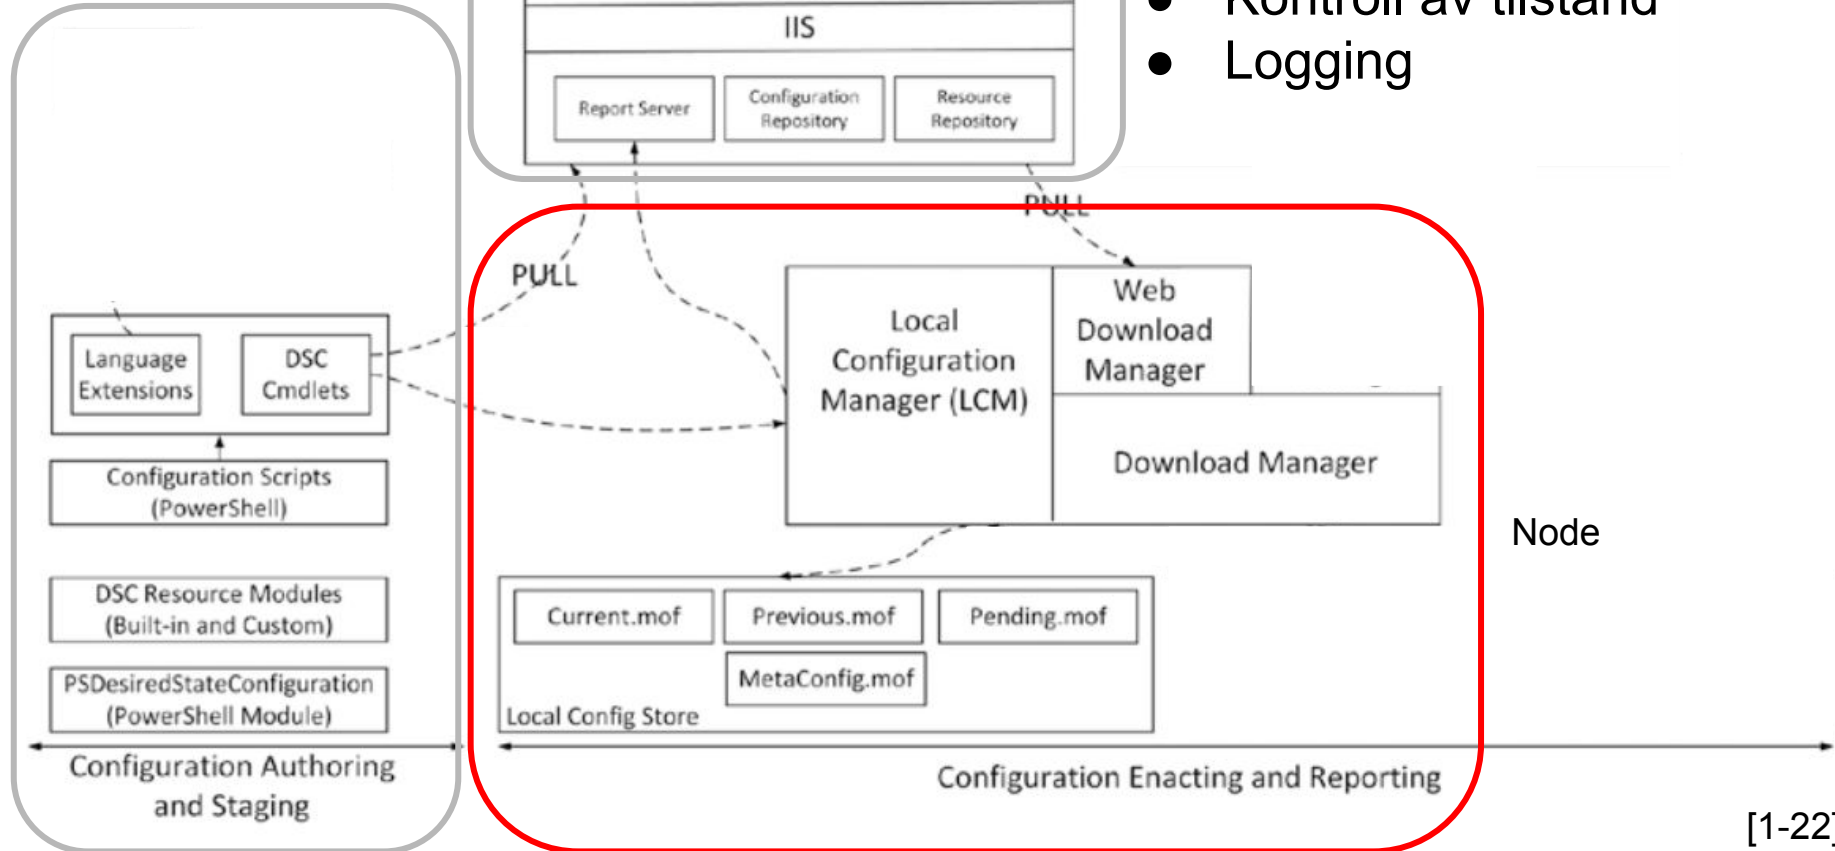 ● Kontroll av tilstand
● Logging
IIS
Report Server
Configuration
Repository
Resource
Repository
PULL
PULL
Language
Extensions
DSC
Cmdlets
Configuration Scripts
(PowerShell)
DSC Resource Modules
(Built-in and Custom)
PSDesiredStateConfiguration
(PowerShell Module)
Configuration Authoring
and Staging
Local
Configuration
Manager (LCM)
Web
Download
Manager
Download Manager
Node
Current.mof
Previous.mof
Pending.mof
MetaConfig.mof
Local Config Store
Configuration Enacting and Reporting
[1-22]